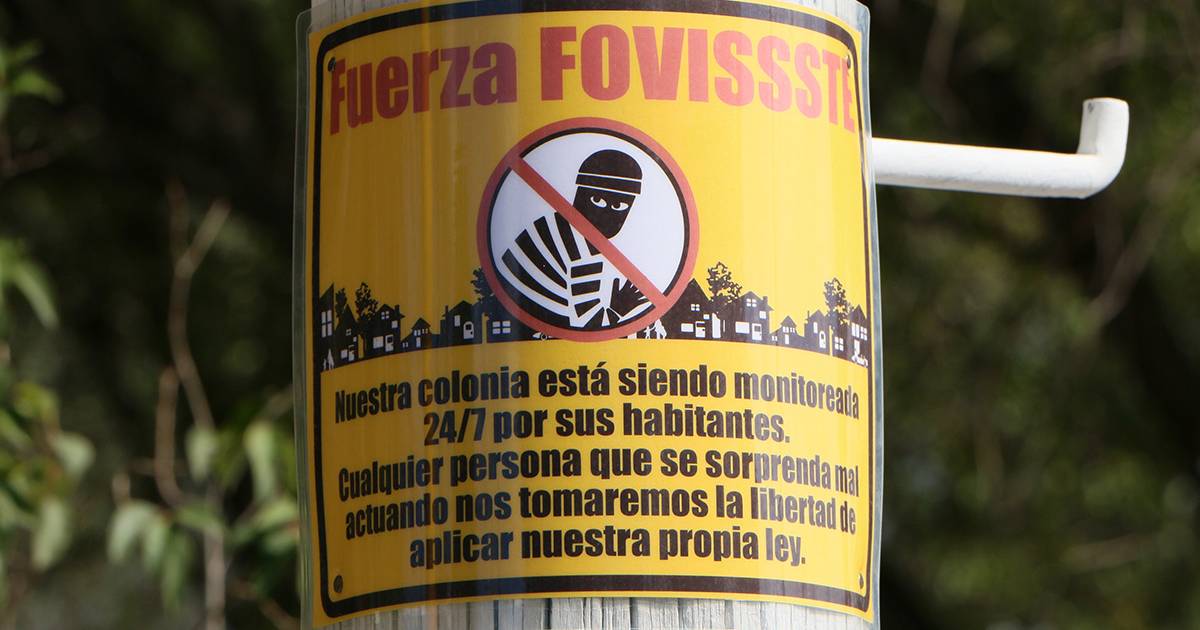 Fuerza FOVISSSTE
Nuestra colonia está siendo monitoreada
24/7 por sus habitantes.
Cualquier persona que se sorprenda mal
actuando nos tomaremos la libertad de
aplicar nuestra propia ley.